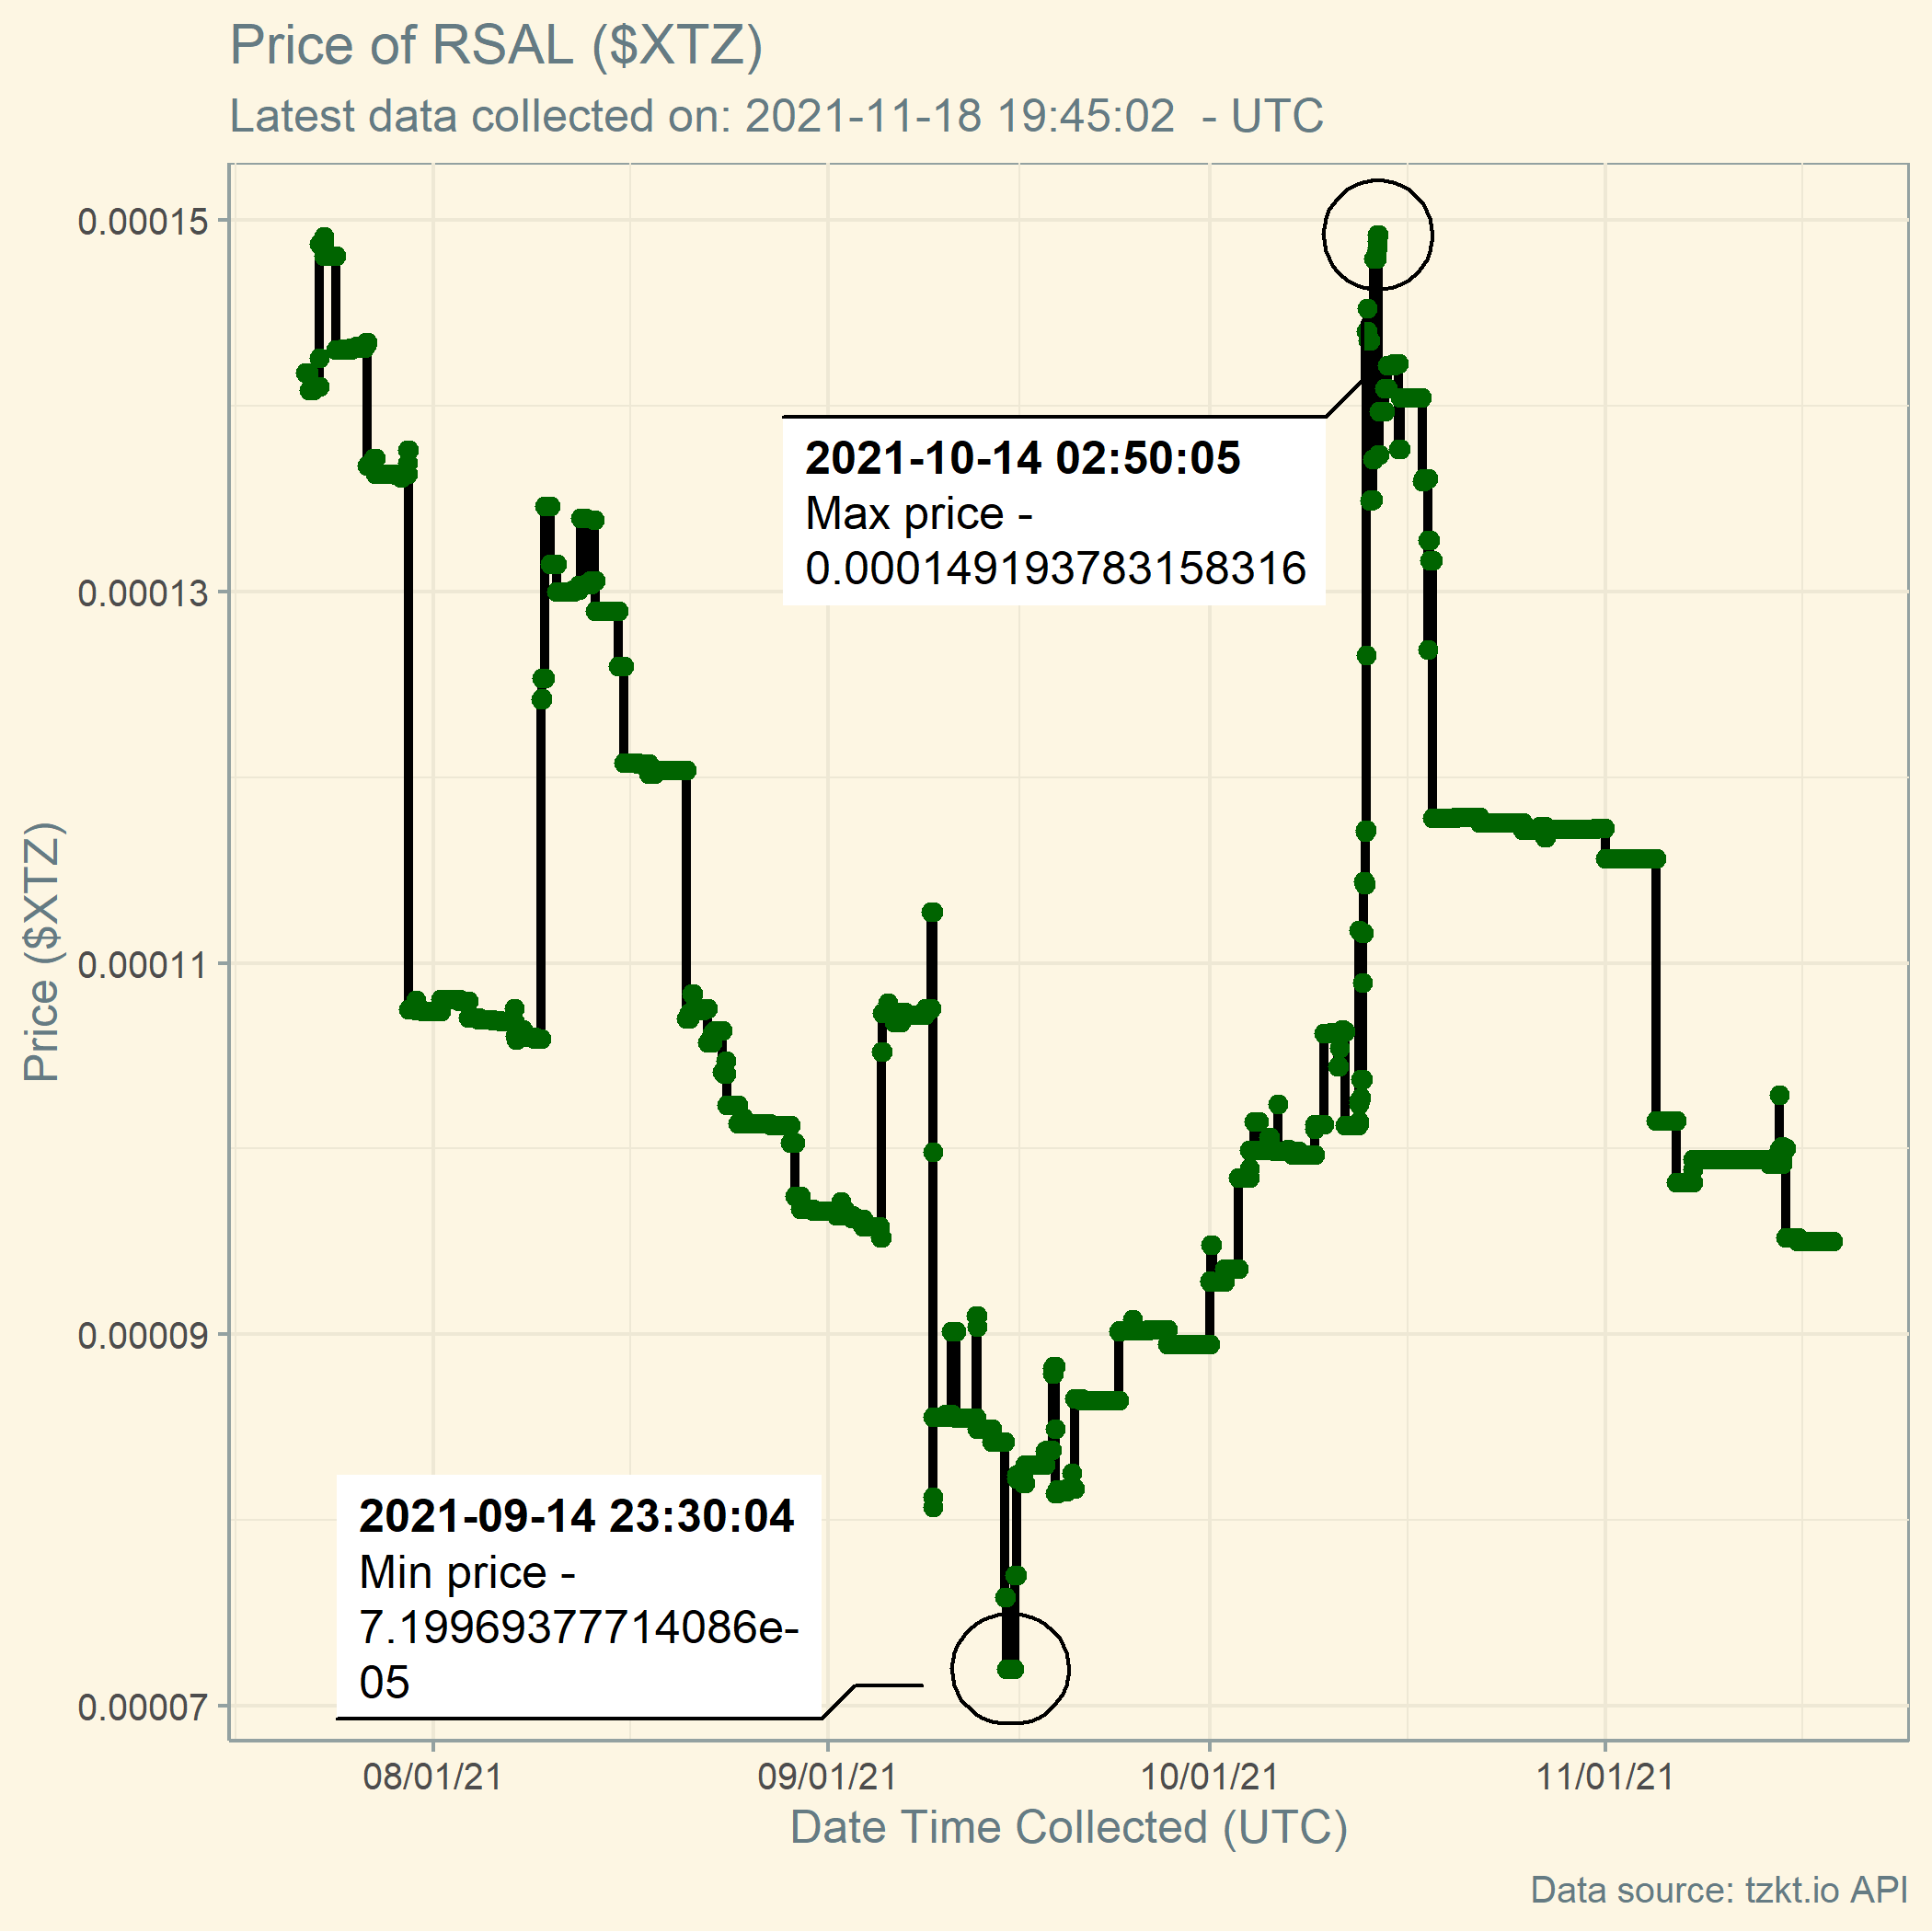 Price of RSAL ($XTZ)
Latest data collected on: 2021-11-18 19:45:02  - UTC
Price ($XTZ)
0.00015
0.00013
0.00011
0.00009
0.00007
2021-10-14 02:50:05
Max price -
0.000149193783158316
2021-09-14 23:30:04
Min price -
7.19969377714086e-
05
08/01/21
09/01/21
10/01/21
11/01/21
Date Time Collected (UTC)
Data source: tzkt.io API